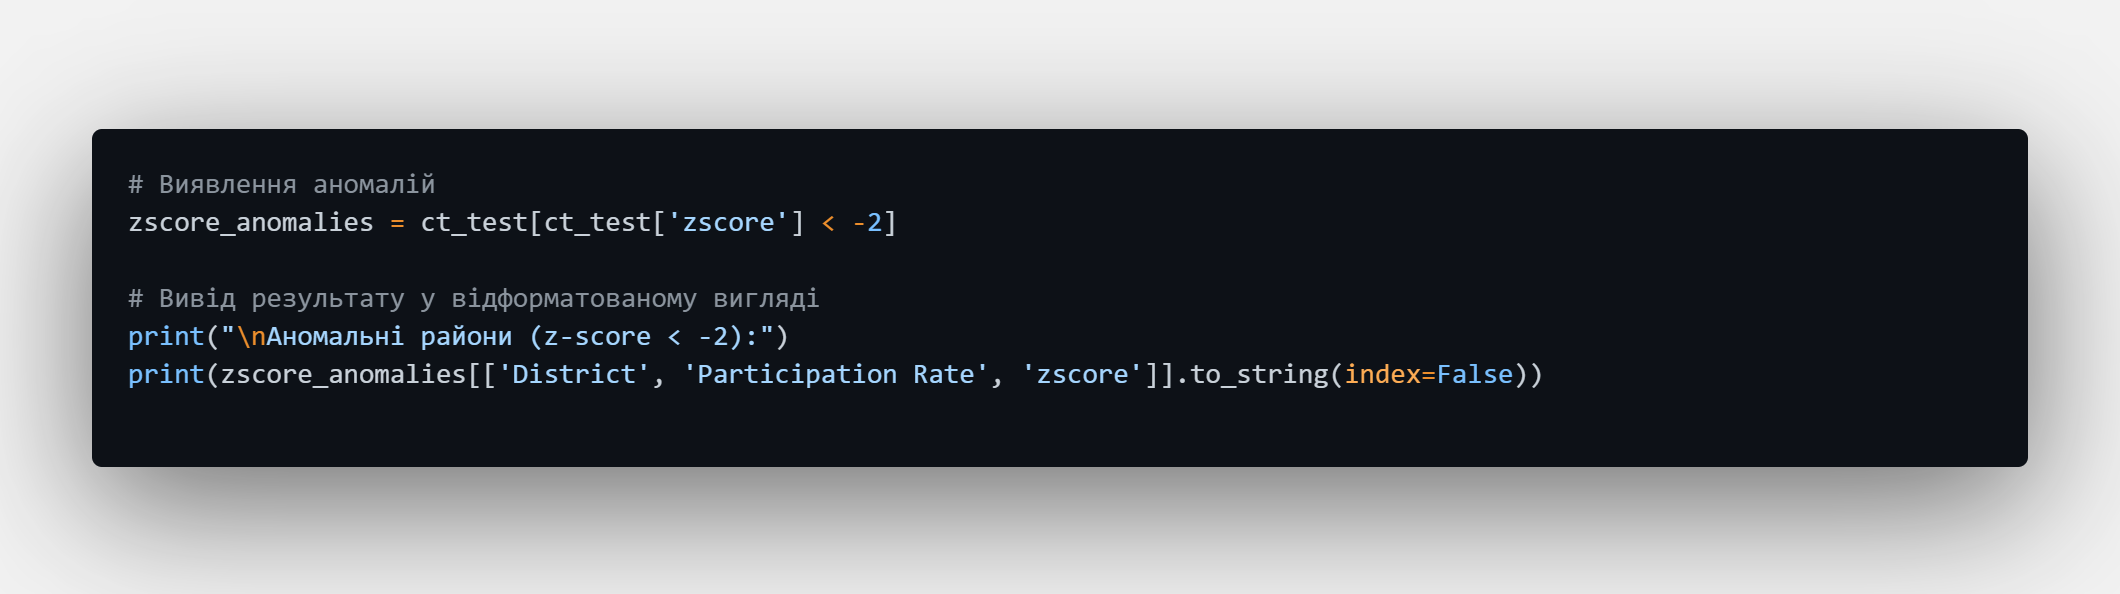 # Виявлення аномалій
zscore_anomalies = ct_test[ct_test['zscore'] < -2]
# Вивід результату у відформатованому вигляді
print("\nАномальні райони (z-score < -2):")
print(zscore_anomalies[['District', 'Participation Rate', 'zscore']].to_string(index=False))